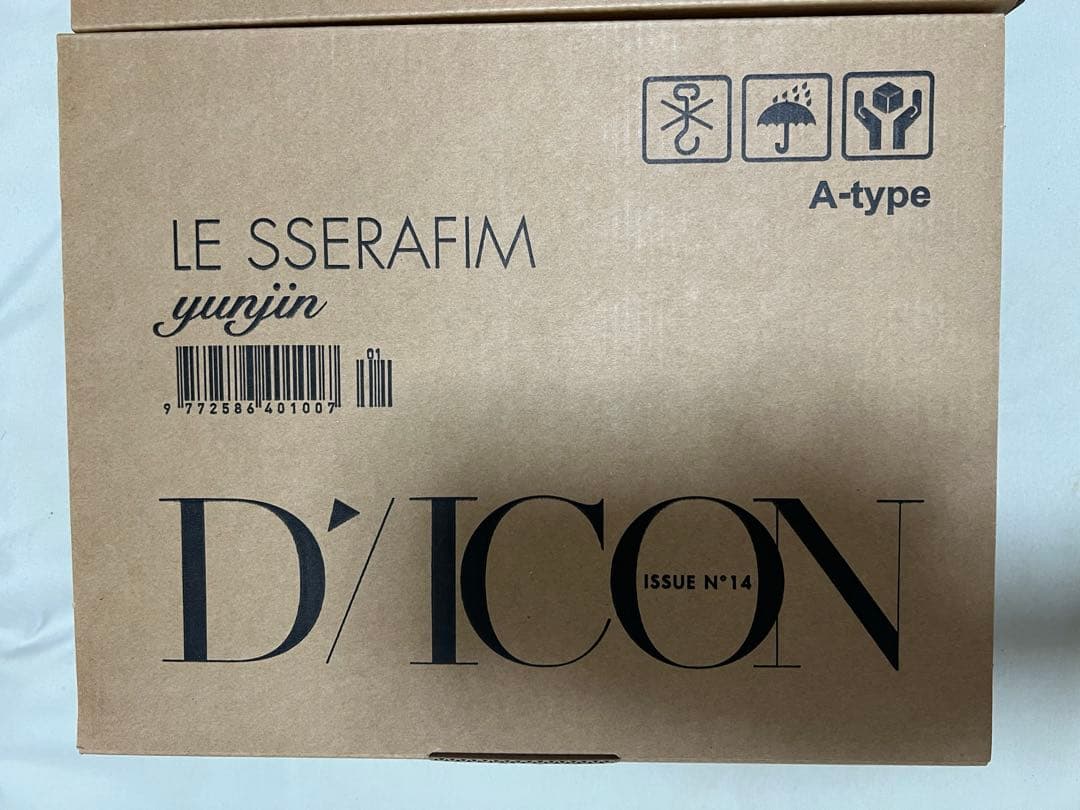 A-type
LE SSERAFIM
yunjin
01
9 772586 401007
D'/ICON
ISSUE N°14